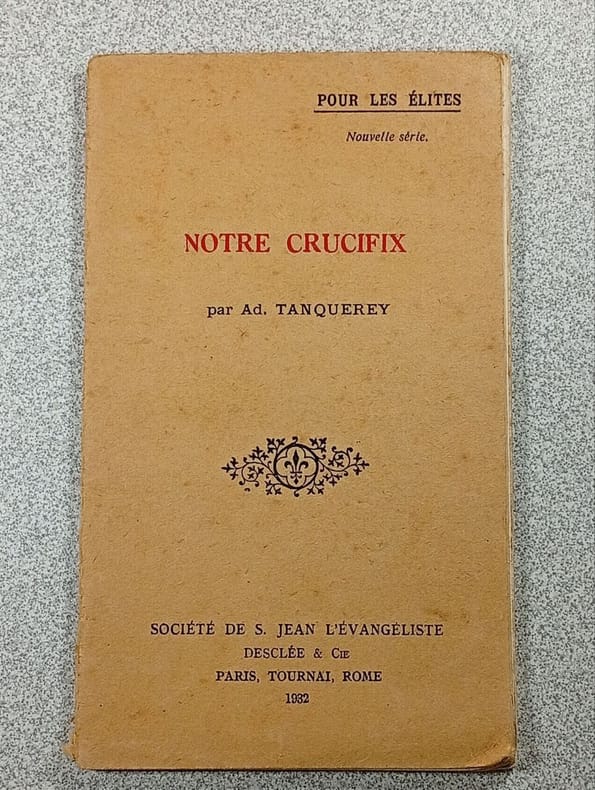 POUR LES ÉLITES
Nouvelle série.
NOTRE CRUCIFIX
par Ad. TANQUEREY
SOCIÉTÉ DE S. JEAN L'ÉVANGÉLISTE
DESCLÉE & CIE
PARIS, TOURNAI, ROME
1932